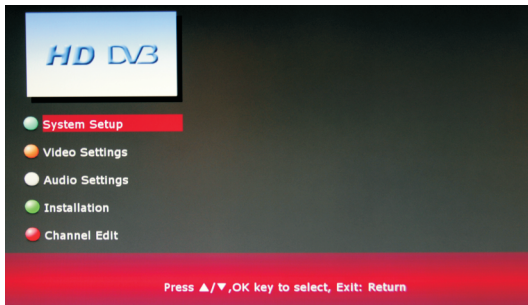 HD DVB
System Setup
Video Settings
Audio Settings
Installation
Channel Edit
Press ▲/▼,OK key to select, Exit: Return